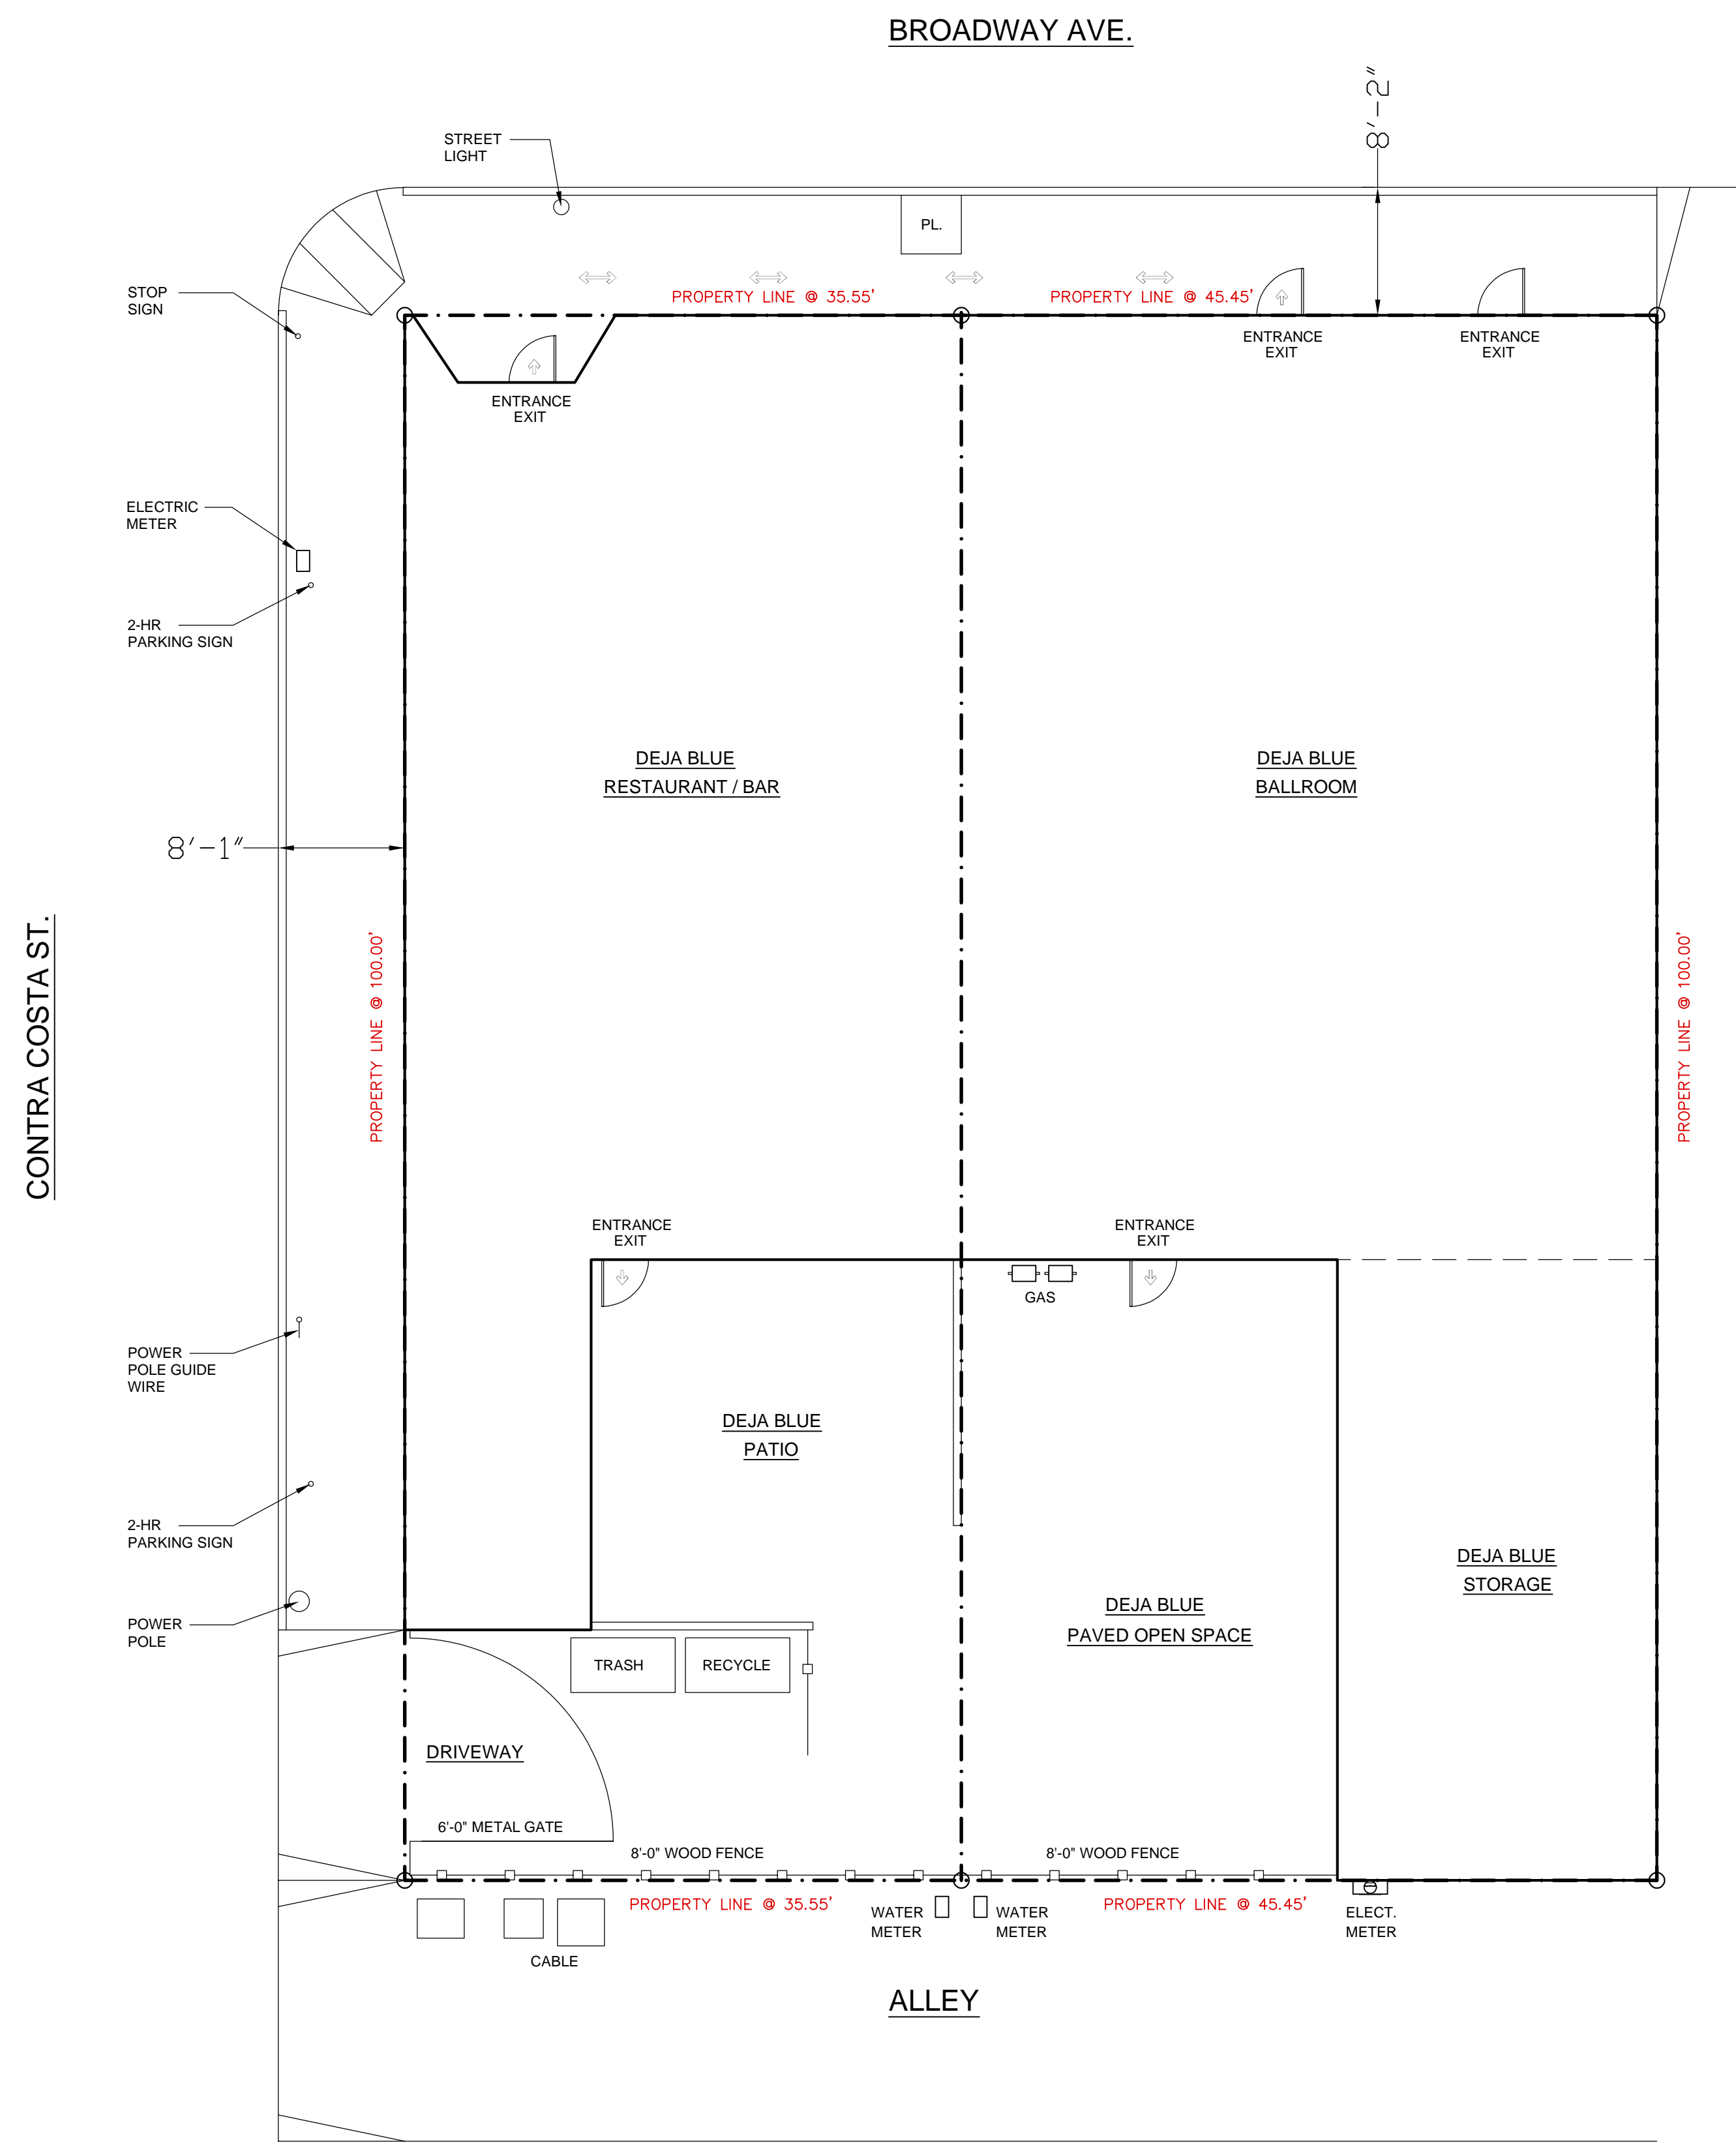 BROADWAY AVE.
8'-2"
STREET
LIGHT
PL.
STOP
SIGN
PROPERTY LINE @ 35.55'
PROPERTY LINE @ 45.45'
ENTRANCE
EXIT
ENTRANCE
EXIT
ENTRANCE
EXIT
ELECTRIC
METER
2-HR
PARKING SIGN
DEJA BLUE
RESTAURANT / BAR
DEJA BLUE
BALLROOM
8'-1"
CONTRA COSTA ST.
PROPERTY LINE @ 100.00'
PROPERTY LINE @ 100.00'
ENTRANCE
EXIT
ENTRANCE
EXIT
GAS
POWER
POLE GUIDE
WIRE
DEJA BLUE
PATIO
2-HR
PARKING SIGN
DEJA BLUE
STORAGE
DEJA BLUE
PAVED OPEN SPACE
POWER
POLE
TRASH
RECYCLE
DRIVEWAY
6'-0" METAL GATE
8'-0" WOOD FENCE
8'-0" WOOD FENCE
PROPERTY LINE @ 35.55'
PROPERTY LINE @ 45.45'
WATER
METER
WATER
METER
ELECT.
METER
CABLE
ALLEY